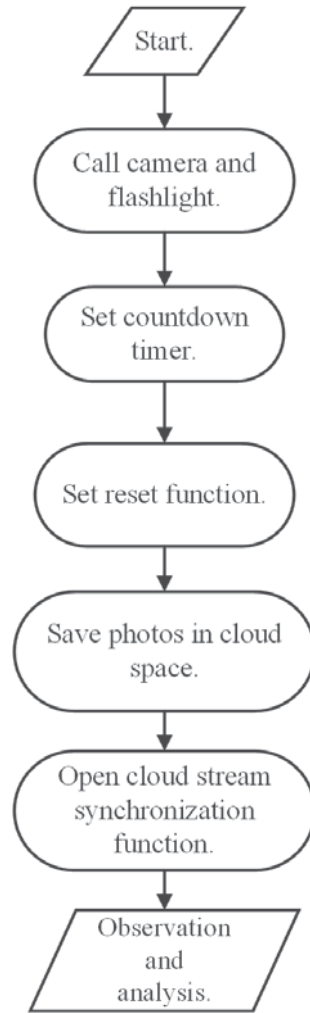 Start.
Call camera and
flashlight.
Set countdown
timer.
Set reset function.
Save photos in cloud
space.
Open cloud stream
synchronization
function.
Observation
and
analysis.